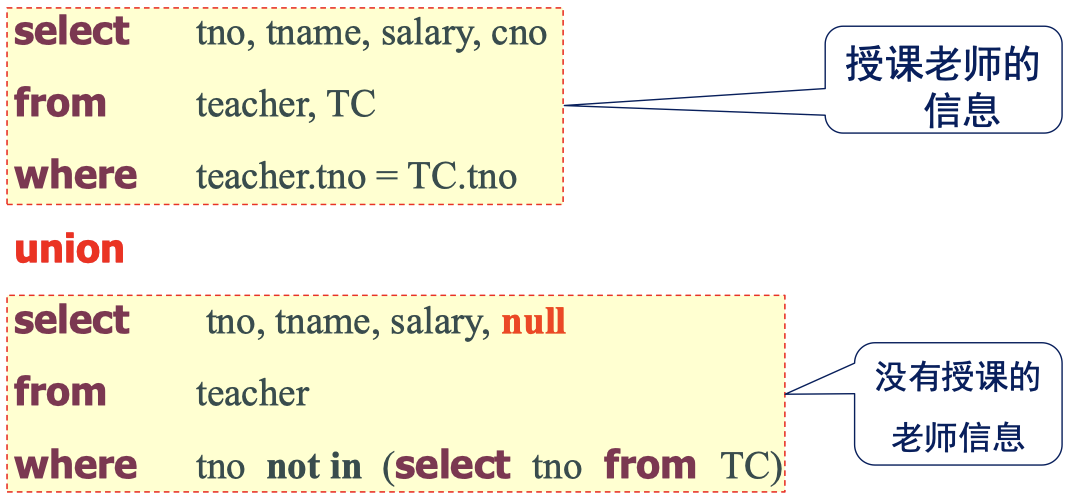 select tno, tname, salary, cno
from teacher, TC
where teacher.tno = TC.tno
授课老师的
信息
union
select tno, tname, salary, null
from teacher
where tno not in (select tno from TC)
没有授课的
老师信息